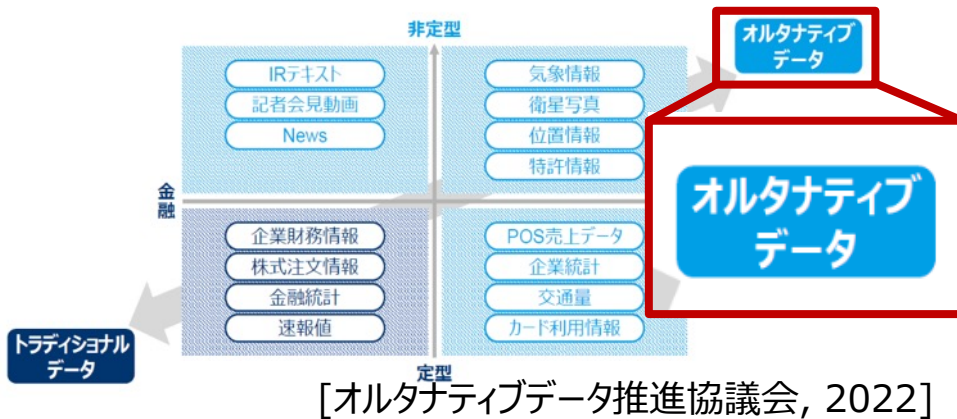 非定型
オルタナティブ
データ
IRテキスト
記者会見動画
News
気象情報
衛星写真
位置情報
特許情報
オルタナティブ
データ
金融
企業財務情報
株式注文情報
金融統計
速報値
POS売上データ
企業統計
交通量
カード利用情報
トラディショナル
データ
定型
[オルタナティブデータ推進協議会, 2022]